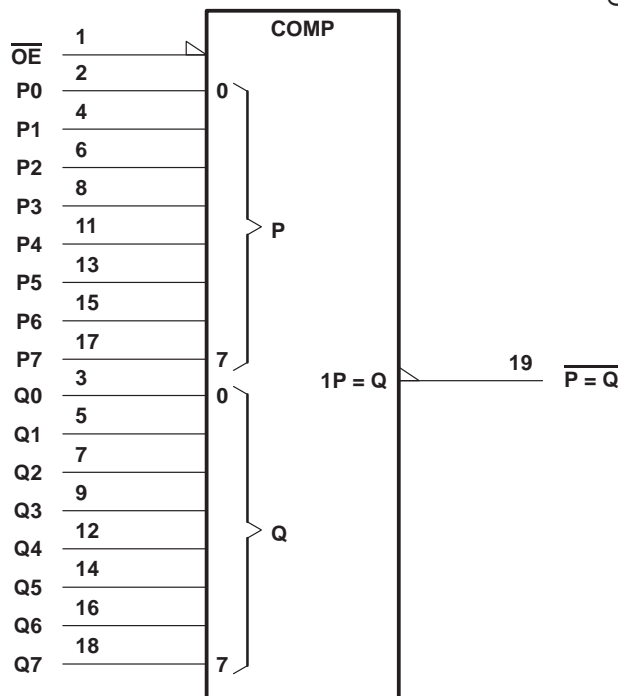 COMP
OE 1
P0 2 0
P1 4
P2 6
P3 8
P4 11 P
P5 13
P6 15
P7 17 7
1P = Q 19 P = Q
Q0 3 0
Q1 5
Q2 7
Q3 9
Q4 12 Q
Q5 14
Q6 16
Q7 18 7